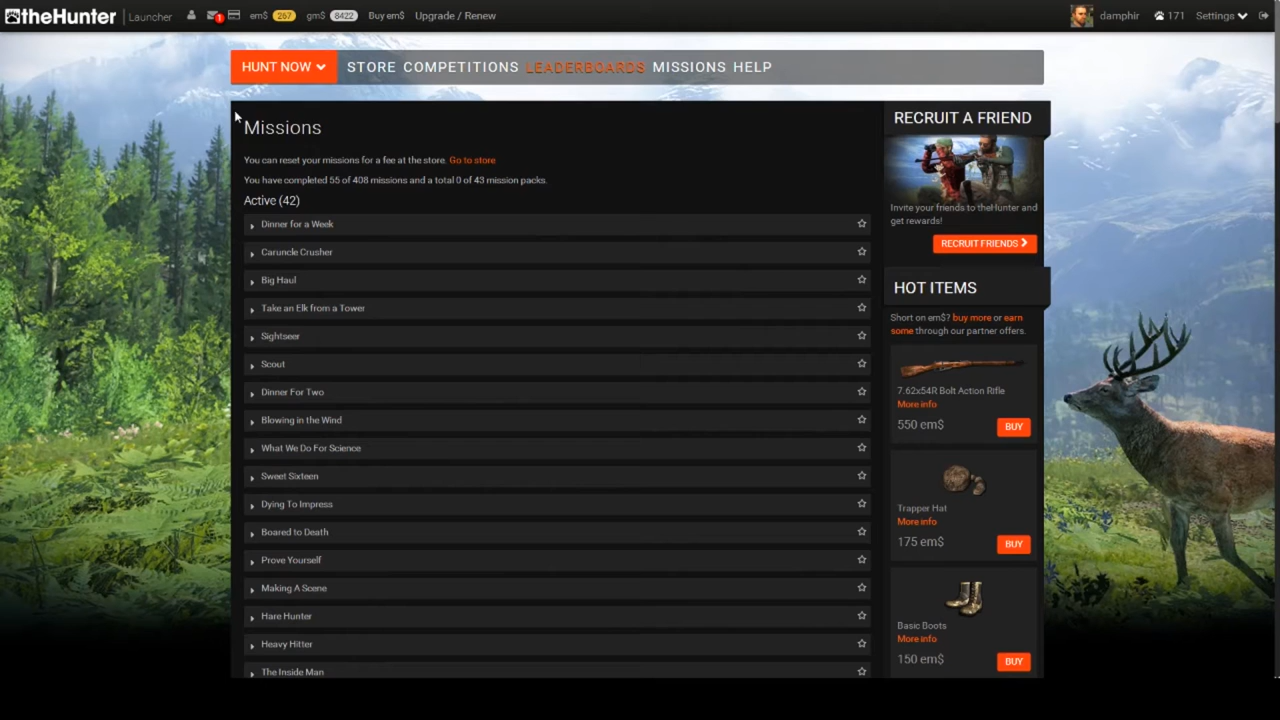 theHunter | Launcher 1 em$ 267 gm$ 8422 Buy em$ Upgrade / Renew damphir 171 Settings
HUNT NOW STORE COMPETITIONS LEADERBOARDS MISSIONS HELP
Missions
You can reset your missions for a fee at the store. Go to store
You have completed 55 of 408 missions and a total 0 of 43 mission packs.
Active (42)
Dinner for a Week
Caruncle Crusher
Big Haul
Take an Elk from a Tower
Sightseer
Scout
Dinner For Two
Blowing in the Wind
What We Do For Science
Sweet Sixteen
Dying To Impress
Boared to Death
Prove Yourself
Making A Scene
Hare Hunter
Heavy Hitter
The Inside Man
RECRUIT A FRIEND
Invite your friends to theHunter and
get rewards!
RECRUIT FRIENDS
HOT ITEMS
Short on em$? buy more or earn
some through our partner offers.
7.62x54R Bolt Action Rifle
More info
550 em$ BUY
Trapper Hat
More info
175 em$ BUY
Basic Boots
More info
150 em$ BUY